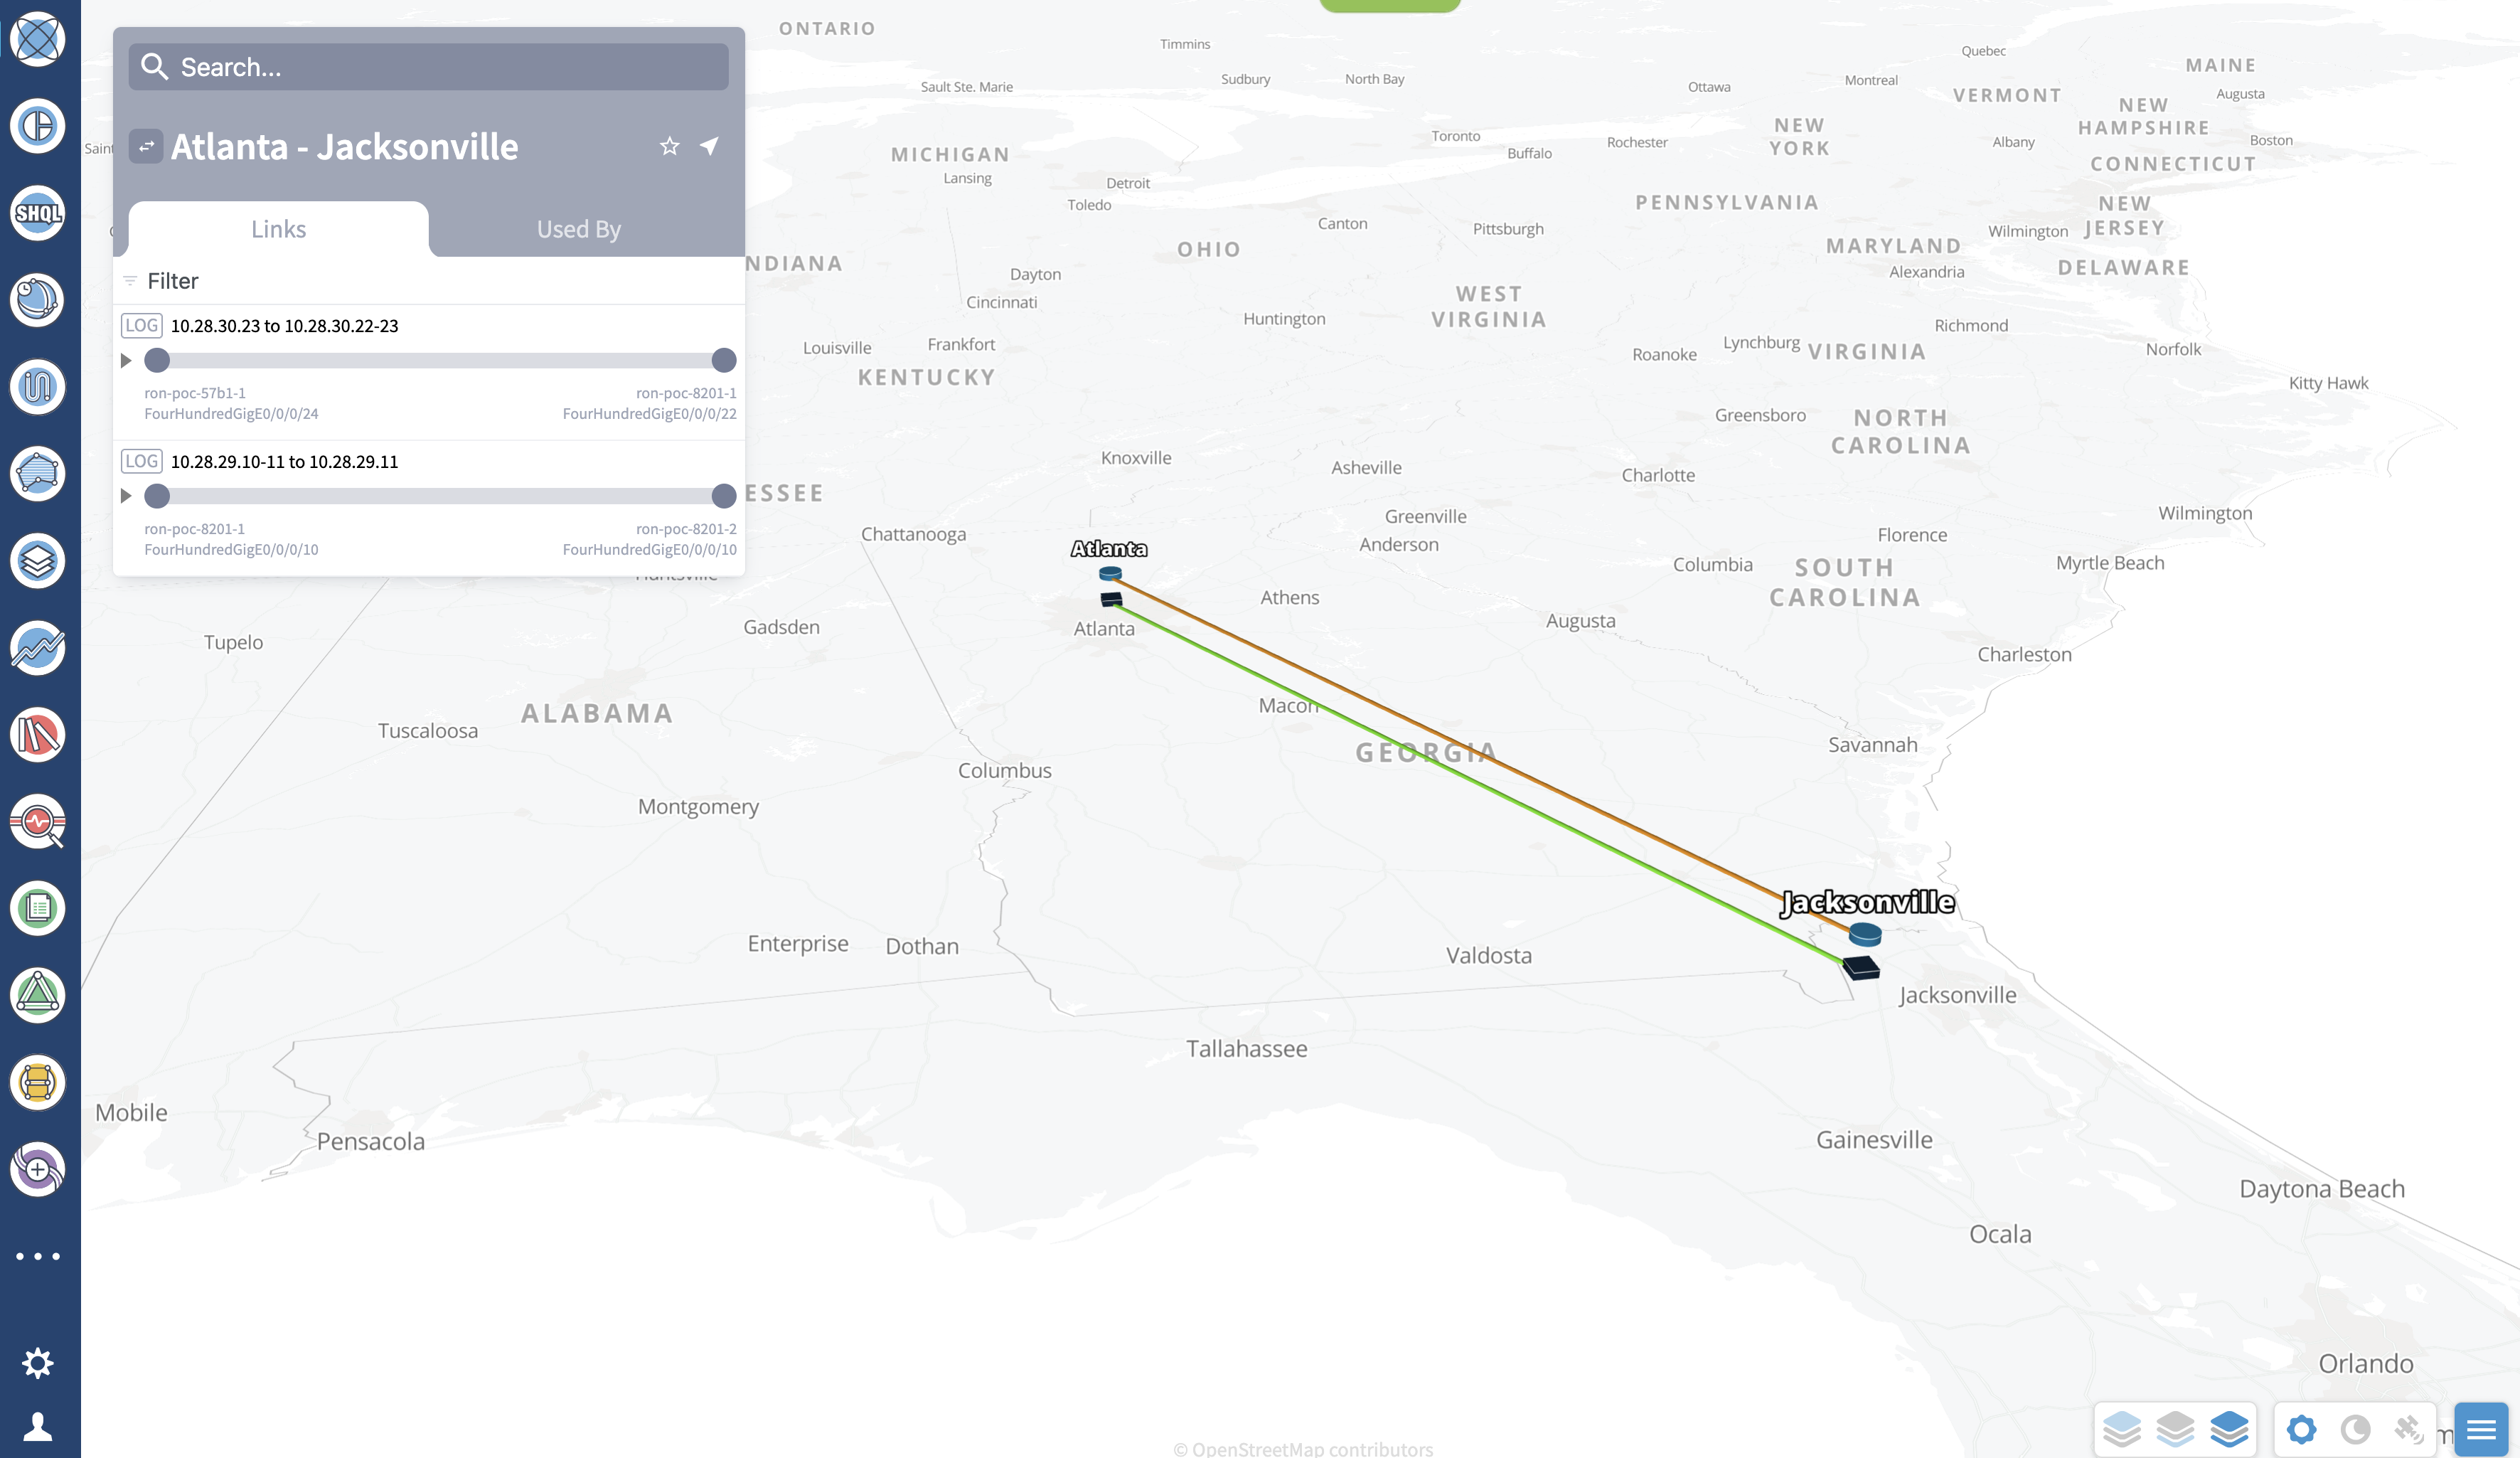 SHQL
Search...
Atlanta - Jacksonville
Links
Used By
Filter
LOG 10.28.30.23 to 10.28.30.22-23
ron-poc-57b1-1
FourHundredGigE0/0/0/24
ron-poc-8201-1
FourHundredGigE0/0/0/22
LOG 10.28.29.10-11 to 10.28.29.11
ron-poc-8201-1
FourHundredGigE0/0/0/10
ron-poc-8201-2
FourHundredGigE0/0/0/10
ONTARIO
Timmins
Quebec
MAINE
Sault Ste. Marie
Sudbury
North Bay
Ottawa
Montreal
Augusta
VERMONT
NEW
HAMPSHIRE
Toronto
Buffalo
Rochester
NEW
YORK
Albany
Boston
Saint
MICHIGAN
Lansing
Detroit
CONNECTICUT
Toledo
PENNSYLVANIA
NEW
JERSEY
Canton
Pittsburgh
Wilmington
OHIO
MARYLAND
Alexandria
DELAWARE
NDIANA
Dayton
Cincinnati
WEST
VIRGINIA
Huntington
Richmond
Louisville
Frankfort
Roanoke
Lynchburg
VIRGINIA
Norfolk
KENTUCKY
Kitty Hawk
Greensboro
NORTH
CAROLINA
Knoxville
Asheville
Charlotte
ESSEE
Greenville
Wilmington
Chattanooga
Anderson
Florence
Atlanta
Columbia
SOUTH
CAROLINA
Myrtle Beach
Huntsville
Athens
Augusta
Atlanta
Tupelo
Gadsden
Charleston
Macon
ALABAMA
Tuscaloosa
GEORGIA
Savannah
Columbus
Montgomery
Jacksonville
Enterprise
Dothan
Valdosta
Jacksonville
Tallahassee
Mobile
Pensacola
Gainesville
Daytona Beach
Ocala
Orlando
© OpenStreetMap contributors